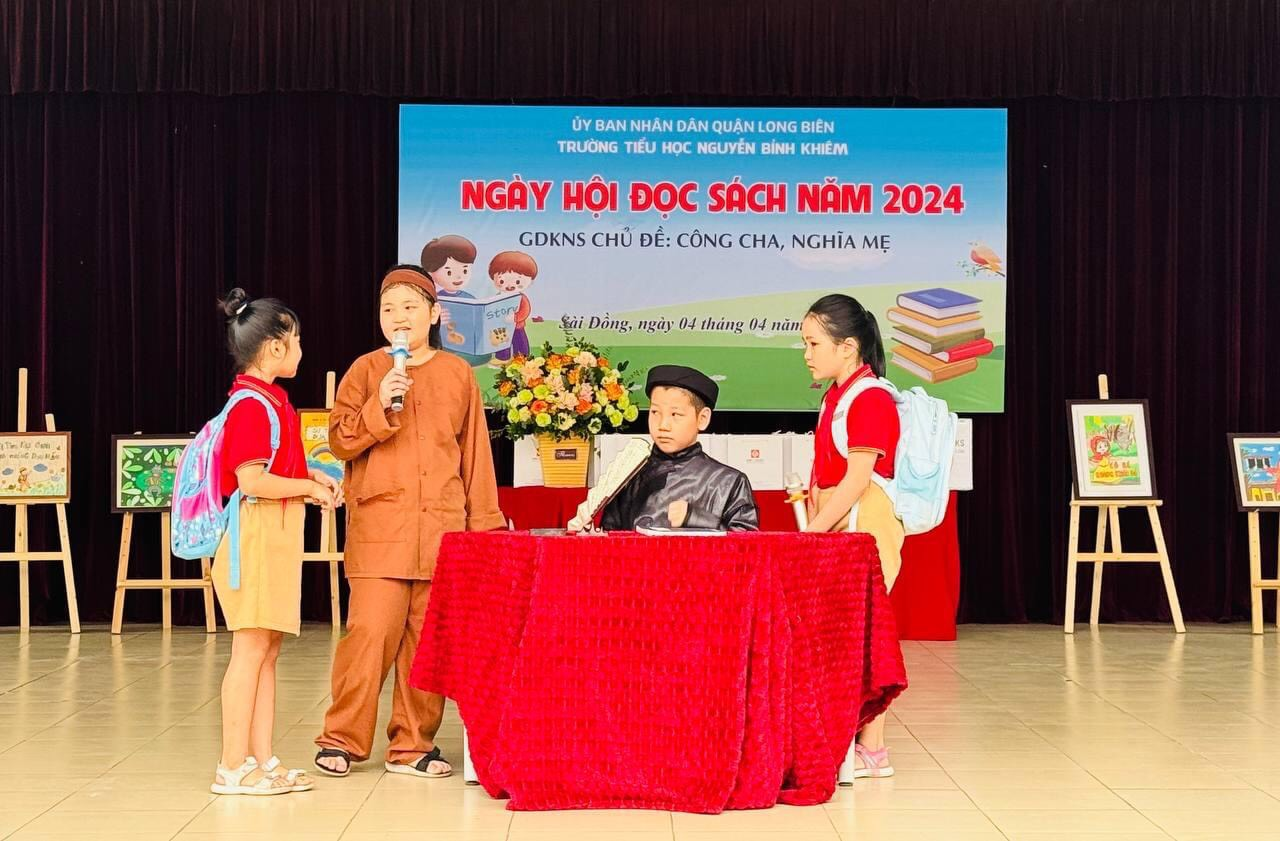 ỦY BAN NHÂN DÂN QUẬN LONG BIÊN
TRƯỜNG TIỂU HỌC NGUYỄN BỈNH KHIÊM
NGÀY HỘI ĐỌC SÁCH NĂM 2024
GDKNS CHỦ ĐỀ: CÔNG CHA, NGHĨA MẸ
Story
Sài Đồng, ngày 04 tháng 04 năm